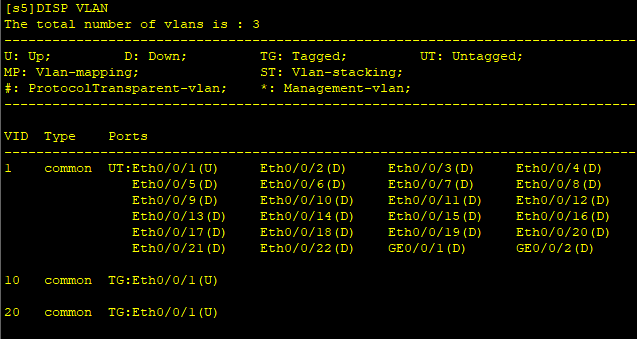 [s5]DISP VLAN
The total number of vlans is : 3
--------------------------------------------------------------------------------
U: Up;         D: Down;         TG: Tagged;         UT: Untagged;
MP: Vlan-mapping;               ST: Vlan-stacking;
#: ProtocolTransparent-vlan;    *: Management-vlan;
--------------------------------------------------------------------------------
VID  Type    Ports
--------------------------------------------------------------------------------
1    common  UT:Eth0/0/1(U)     Eth0/0/2(D)     Eth0/0/3(D)     Eth0/0/4(D)
                Eth0/0/5(D)     Eth0/0/6(D)     Eth0/0/7(D)     Eth0/0/8(D)
                Eth0/0/9(D)     Eth0/0/10(D)    Eth0/0/11(D)    Eth0/0/12(D)
                Eth0/0/13(D)    Eth0/0/14(D)    Eth0/0/15(D)    Eth0/0/16(D)
                Eth0/0/17(D)    Eth0/0/18(D)    Eth0/0/19(D)    Eth0/0/20(D)
                Eth0/0/21(D)    Eth0/0/22(D)    GE0/0/1(D)      GE0/0/2(D)
10   common  TG:Eth0/0/1(U)
20   common  TG:Eth0/0/1(U)